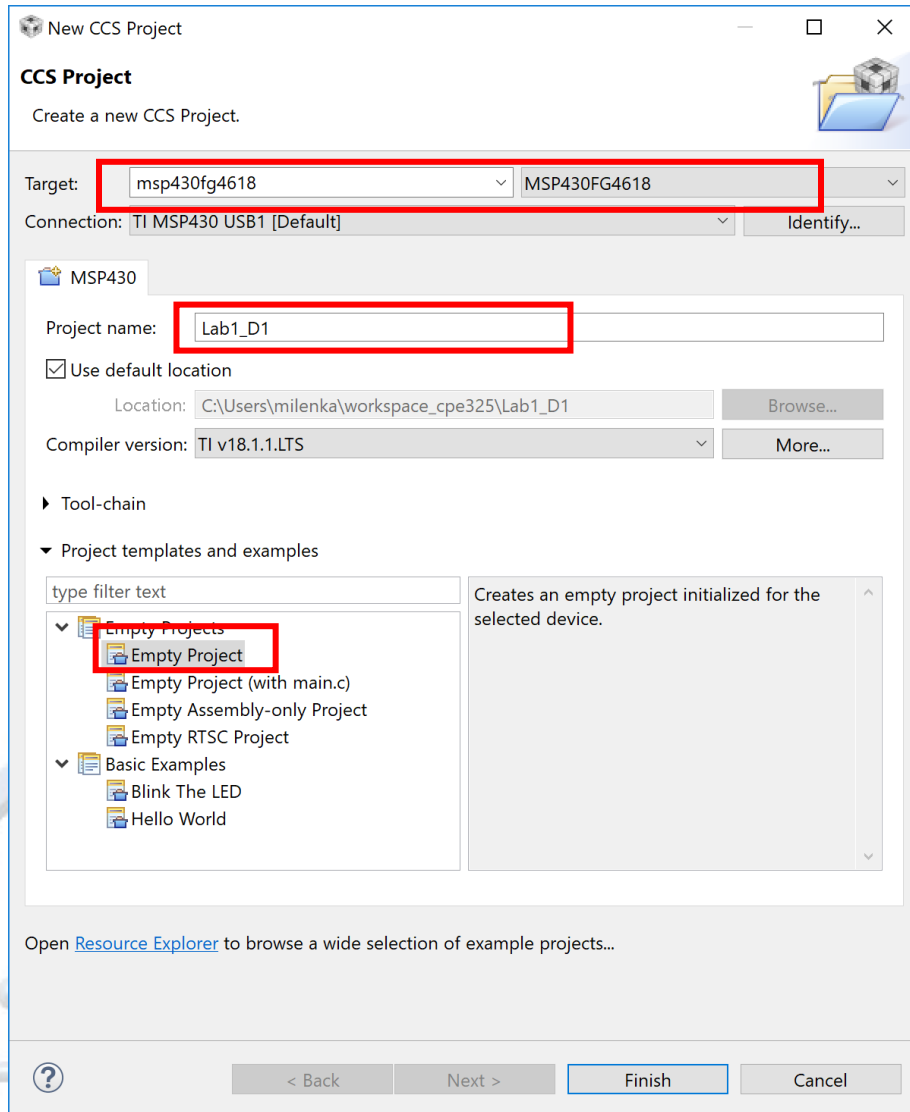 New CCS Project
CCS Project
Create a new CCS Project.
Target: msp430fg4618 MSP430FG4618
Connection: TI MSP430 USB1 [Default] Identify...
MSP430
Project name: Lab1_D1
Use default location
Location: C:\Users\milenka\workspace_cpe325\Lab1_D1 Browse...
Compiler version: TI v18.1.1.LTS More...
Tool-chain
Project templates and examples
type filter text
Empty Projects
Empty Project
Empty Project (with main.c)
Empty Assembly-only Project
Empty RTSC Project
Basic Examples
Blink The LED
Hello World
Creates an empty project initialized for the
selected device.
Open Resource Explorer to browse a wide selection of example projects...
? < Back Next > Finish Cancel